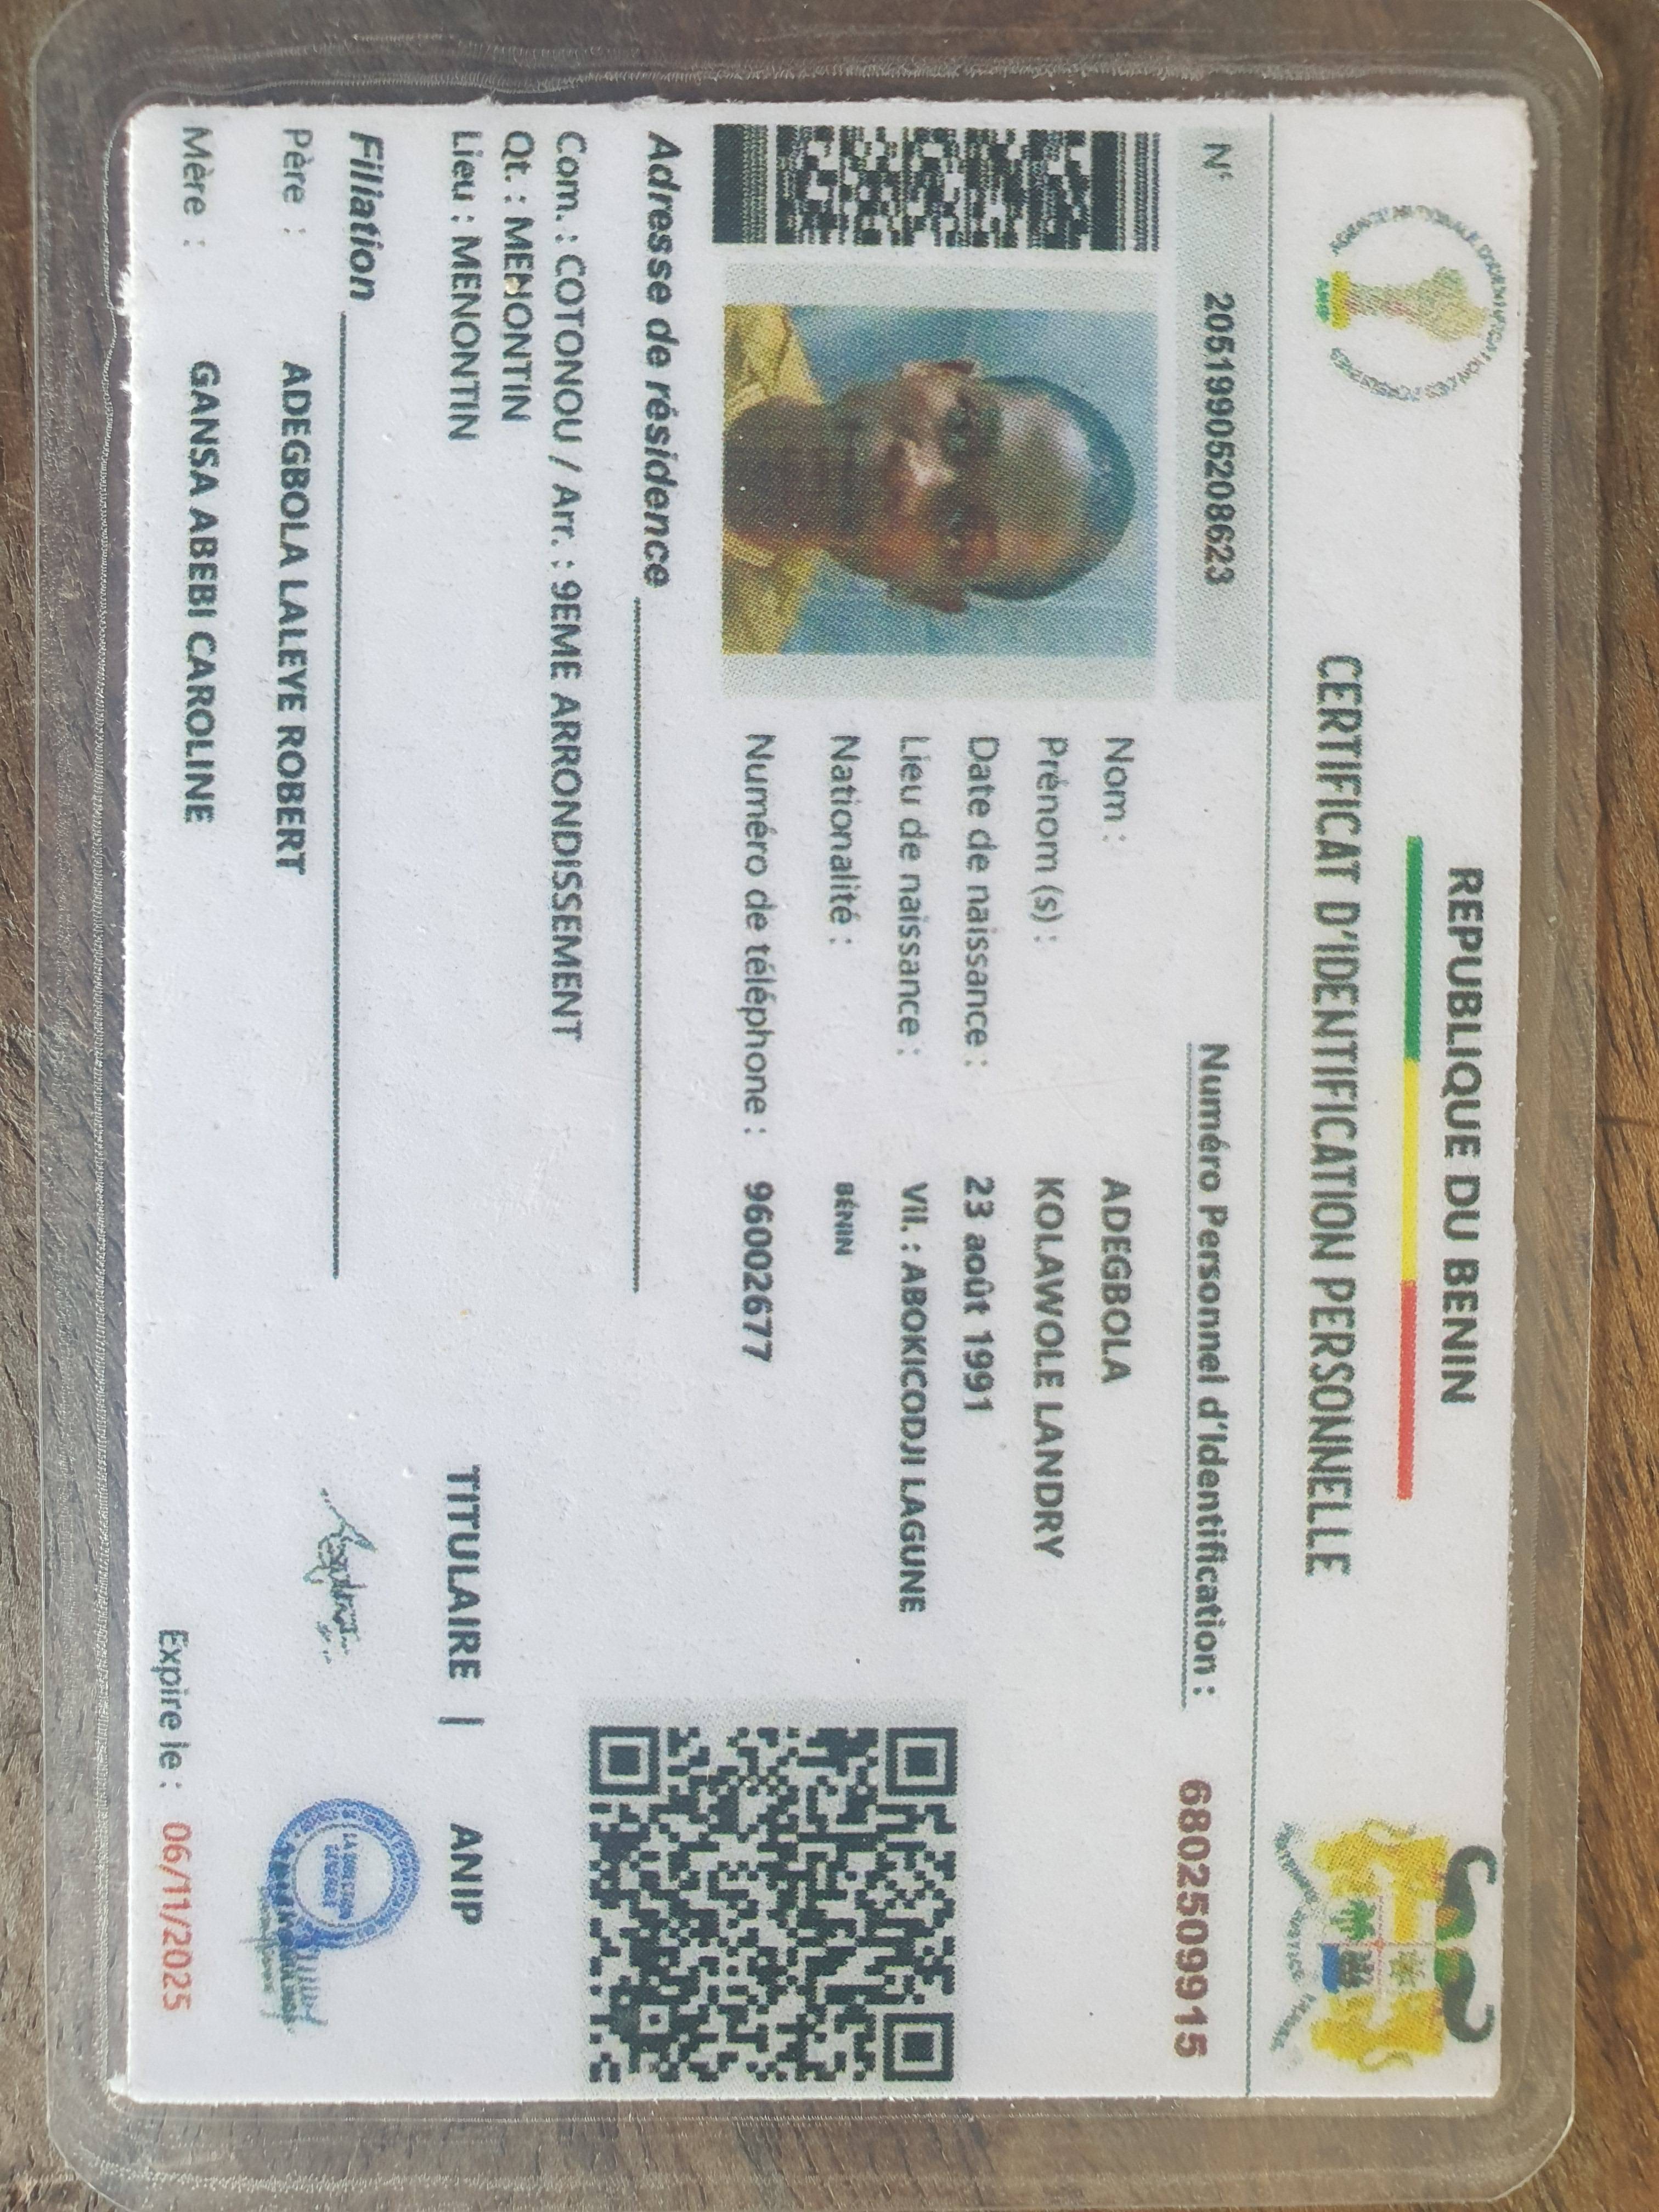 REPUBLIQUE DU BENIN
CERTIFICAT D'IDENTIFICATION PERSONNELLE
AGENCE NATIONALE D'IDENTIFICATION DES PERSONNES
ANIP
N° 20519905208623
Numéro Personnel d'Identification : 6802509915
Nom : ADEGBOLA
Prénom (s) : KOLAWOLE LANDRY
Date de naissance : 23 août 1991
Lieu de naissance : Vil. : ABOKICODJI LAGUNE
Nationalité : BÉNIN
Numéro de téléphone : 96002677
Adresse de résidence
Com. : COTONOU / Arr. : 9EME ARRONDISSEMENT
Qt. : MENONTIN
Lieu : MENONTIN
TITULAIRE | ANIP
Filiation
Père : ADEGBOLA LALEYE ROBERT
Mère : GANSA ABEBI CAROLINE
Expire le : 06/11/2025